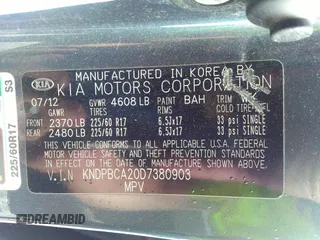 MANUFACTURED IN KOREA BY
KIA KIA MOTORS CORPORATION
07/12 GVWR 4608 LB PAINT BAH TRIM
TIRES RIMS COLD TIRE
FRONT 2370 LB 225/60 R17 6.5Jx17 33 psi SINGLE
REAR 2480 LB 225/60 R17 6.5Jx17 33 psi SINGLE
THIS VEHICLE CONFORMS TO ALL APPLICABLE
U.S. FEDERAL MOTOR VEHICLE SAFETY AND
THEFT PREVENTION STANDARDS IN EFFECT ON
THE DATE OF MANUFACTURE SHOWN ABOVE.
V.I.N KNDPBCA20D7380903
MPV
225/60R17 S3
DREAMBID